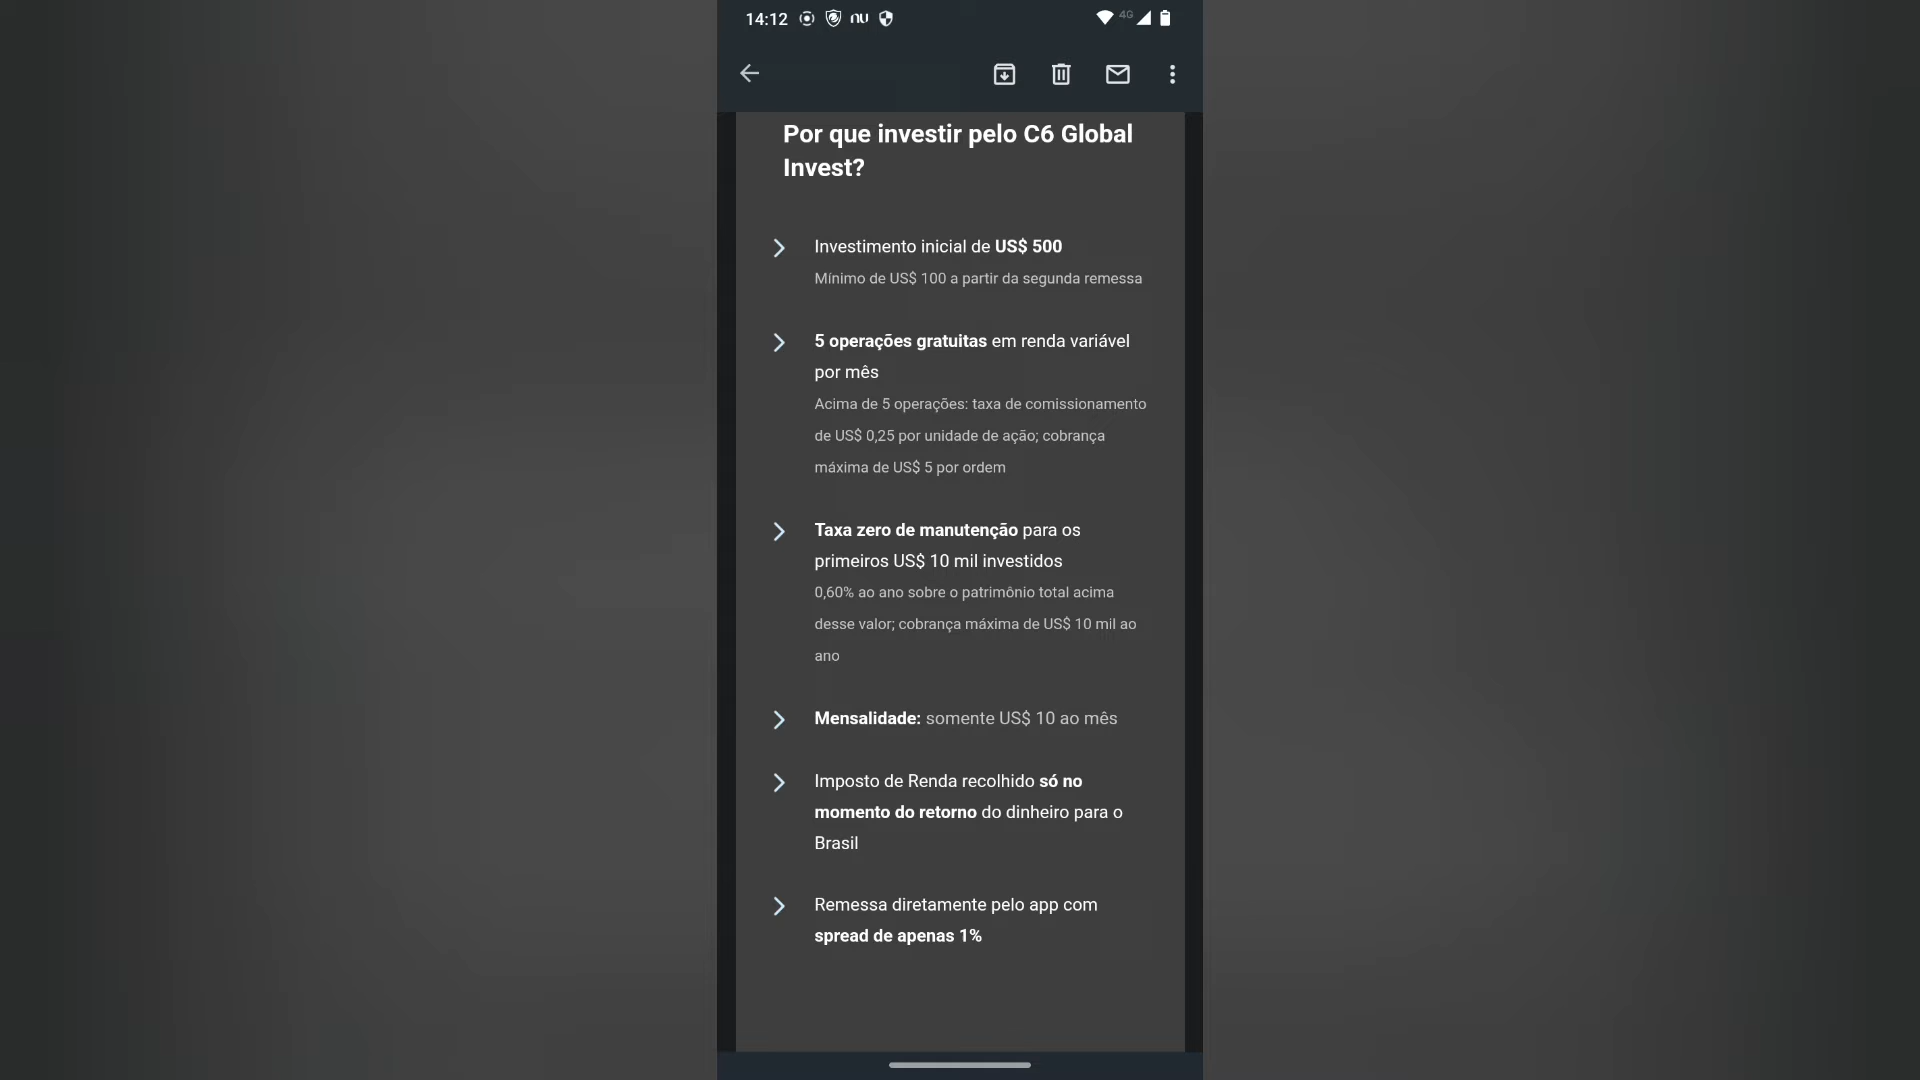 14:12
nu
4G
Por que investir pelo C6 Global
Invest?
Investimento inicial de US$ 500
Mínimo de US$ 100 a partir da segunda remessa
5 operações gratuitas em renda variável
por mês
Acima de 5 operações: taxa de comissionamento
de US$ 0,25 por unidade de ação; cobrança
máxima de US$ 5 por ordem
Taxa zero de manutenção para os
primeiros US$ 10 mil investidos
0,60% ao ano sobre o patrimônio total acima
desse valor; cobrança máxima de US$ 10 mil ao
ano
Mensalidade: somente US$ 10 ao mês
Imposto de Renda recolhido só no
momento do retorno do dinheiro para o
Brasil
Remessa diretamente pelo app com
spread de apenas 1%